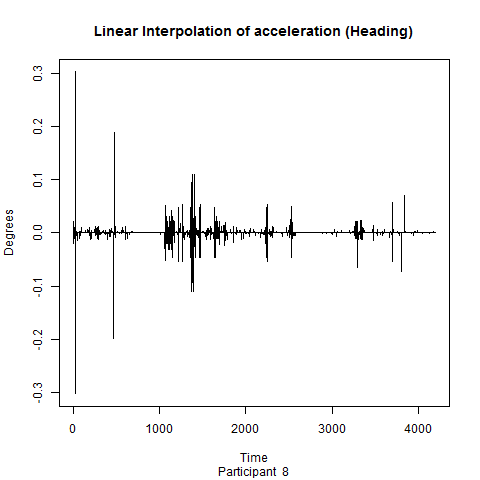 Linear Interpolation of acceleration (Heading)
0.3
0.2
0.1
0.0
-0.1
-0.2
-0.3
Degrees
0 1000 2000 3000 4000
Time
Participant 8